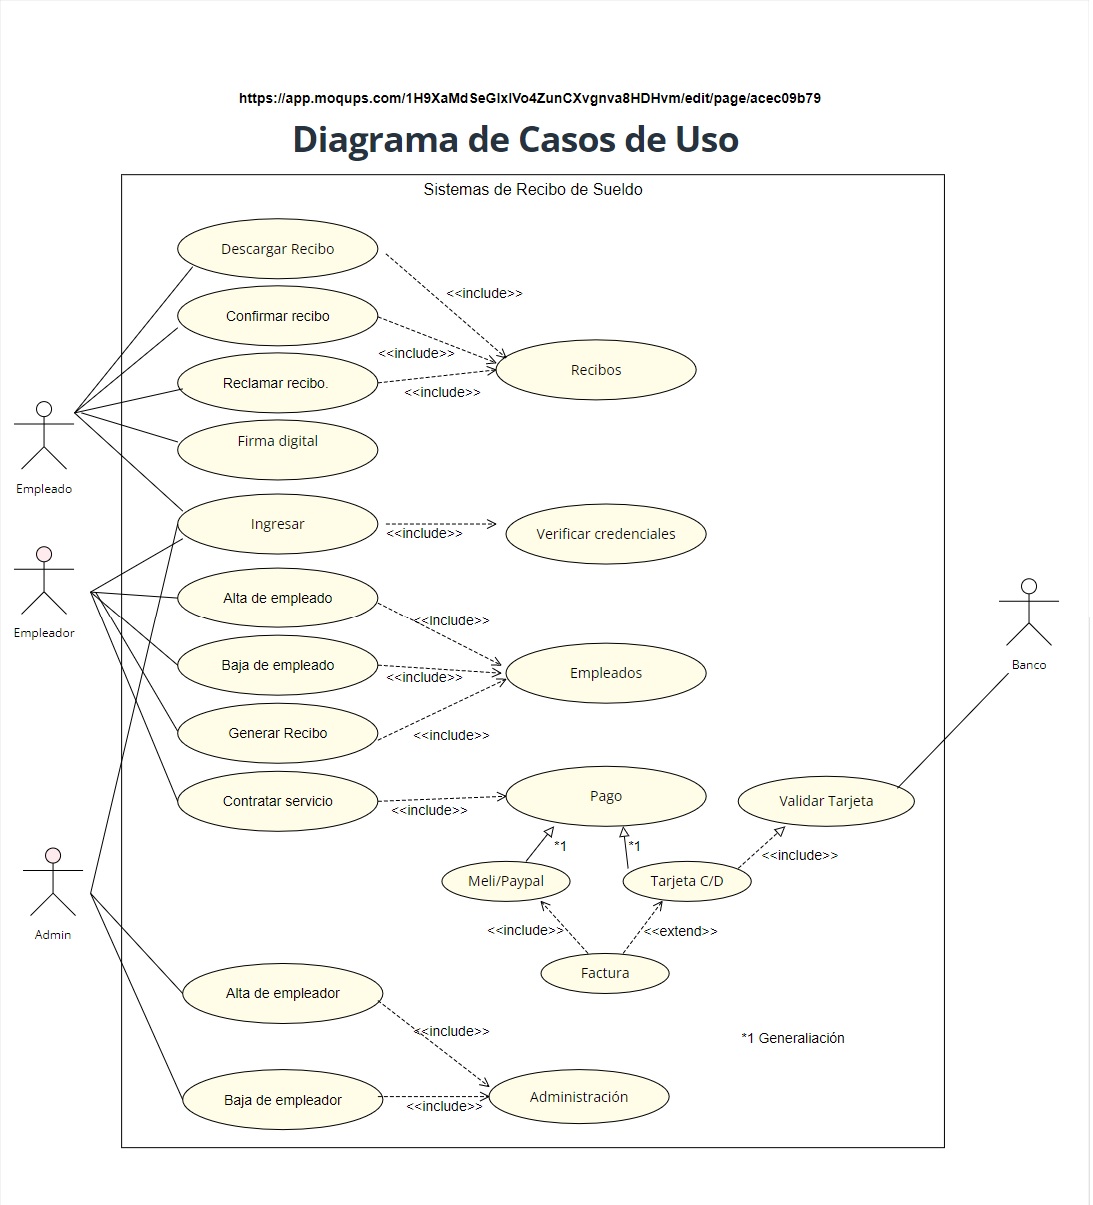 https://app.moqups.com/1H9XaMdSeGIxIVo4ZunCXvgnva8HDHvm/edit/page/acec09b79
Diagrama de Casos de Uso
Sistemas de Recibo de Sueldo
Descargar Recibo
<<include>>
Confirmar recibo
<<include>>
Recibos
Reclamar recibo.
<<include>>
Firma digital
Empleado
Ingresar
<<include>>
Verificar credenciales
Alta de empleado
<<include>>
Empleador
Baja de empleado
<<include>>
Empleados
Banco
Generar Recibo
<<include>>
Contratar servicio
<<include>>
Pago
Validar Tarjeta
*1
*1
<<include>>
Meli/Paypal
Tarjeta C/D
<<include>>
<<extend>>
Admin
Factura
Alta de empleador
<<include>>
*1 Generaliación
Baja de empleador
<<include>>
Administración